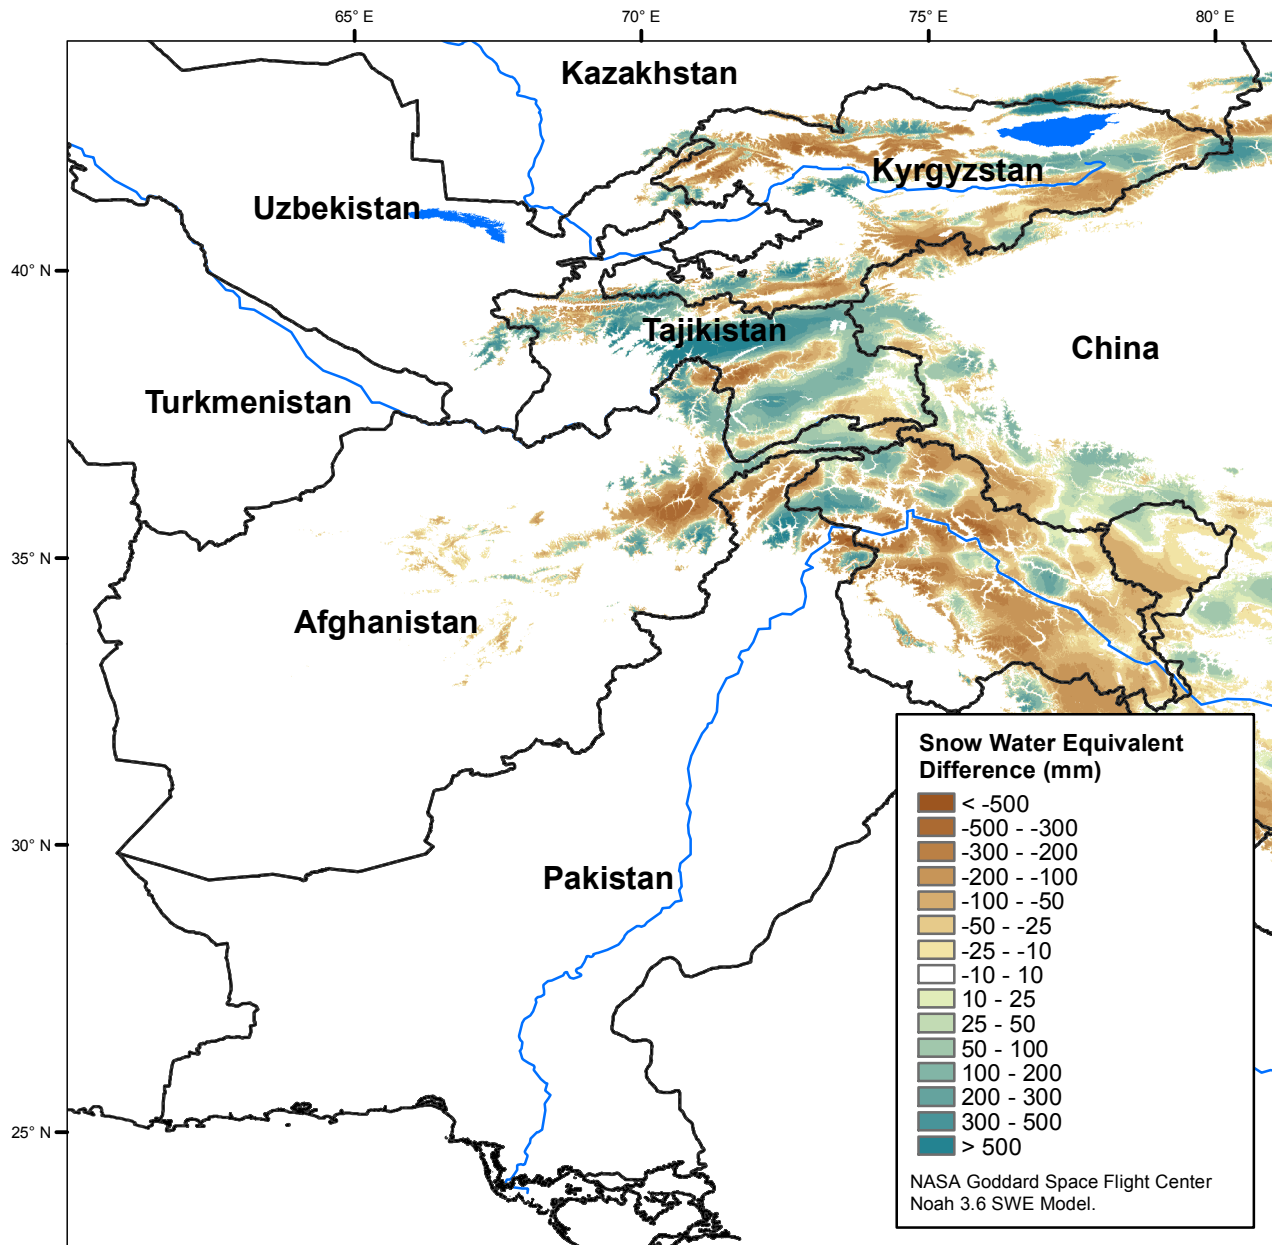 65° E 70° E 75° E 80° E
Kazakhstan
Kyrgyzstan
Uzbekistan
40° N
Tajikistan
China
Turkmenistan
35° N
Afghanistan
Snow Water Equivalent
Difference (mm)
< -500
-500 - -300
-300 - -200
-200 - -100
-100 - -50
-50 - -25
-25 - -10
-10 - 10
10 - 25
25 - 50
50 - 100
100 - 200
200 - 300
300 - 500
> 500
30° N
Pakistan
25° N
NASA Goddard Space Flight Center
Noah 3.6 SWE Model.